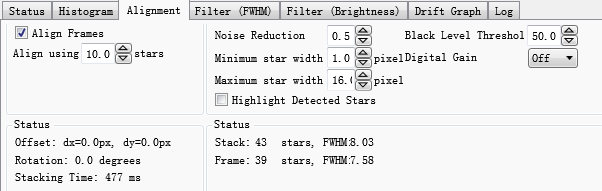 Status Histogram Alignment Filter (FWHM) Filter (Brightness) Drift Graph Log
Align Frames
Align using 10.0 stars
Noise Reduction 0.5 Black Level Threshol 50.0
Minimum star width 1.0 pixel Digital Gain Off
Maximum star width 16. pixel
Highlight Detected Stars
Status
Offset: dx=0.0px, dy=0.0px
Rotation: 0.0 degrees
Stacking Time: 477 ms
Status
Stack: 43 stars, FWHM:8.03
Frame: 39 stars, FWHM:7.58